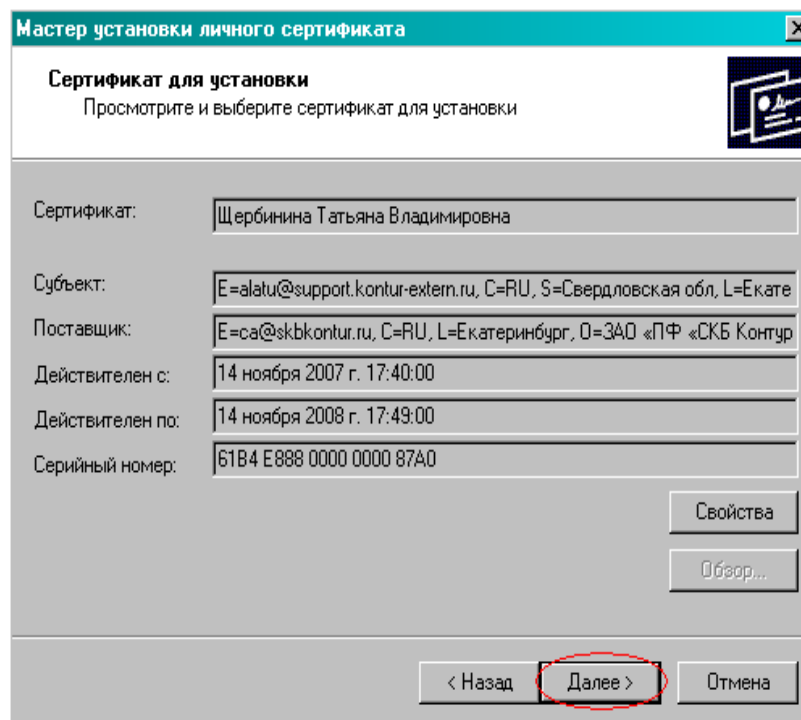 Мастер установки личного сертификата
Сертификат для установки
Просмотрите и выберите сертификат для установки
Сертификат: Щербинина Татьяна Владимировна
Субъект: E=alatu@support.kontur-extern.ru, C=RU, S=Свердловская обл, L=Екате
Поставщик: E=ca@skbkontur.ru, C=RU, L=Екатеринбург, O=ЗАО «ПФ «СКБ Контур
Действителен с: 14 ноября 2007 г. 17:40:00
Действителен по: 14 ноября 2008 г. 17:49:00
Серийный номер: 61B4 E888 0000 0000 87A0
Свойства
Обзор...
< Назад Далее > Отмена